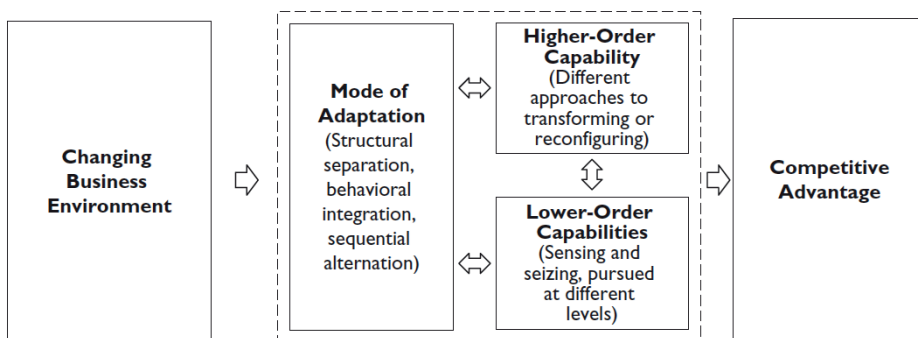 Changing
Business
Environment
Mode of
Adaptation
(Structural
separation,
behavioral
integration,
sequential
alternation)
Higher-Order
Capability
(Different
approaches to
transforming or
reconfiguring)
Lower-Order
Capabilities
(Sensing and
seizing, pursued
at different
levels)
Competitive
Advantage